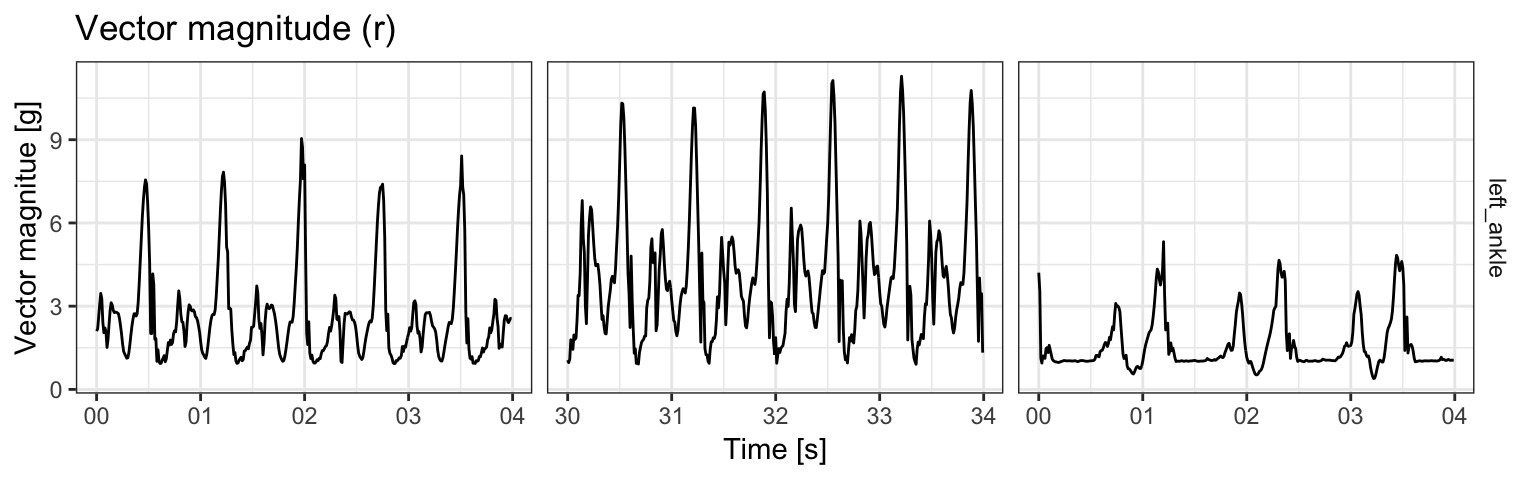 Vector magnitude (r)
Vector magnitue [g]
9
6
3
0
00 01 02 03 04
30 31 32 33 34
00 01 02 03 04
Time [s]
left_ankle